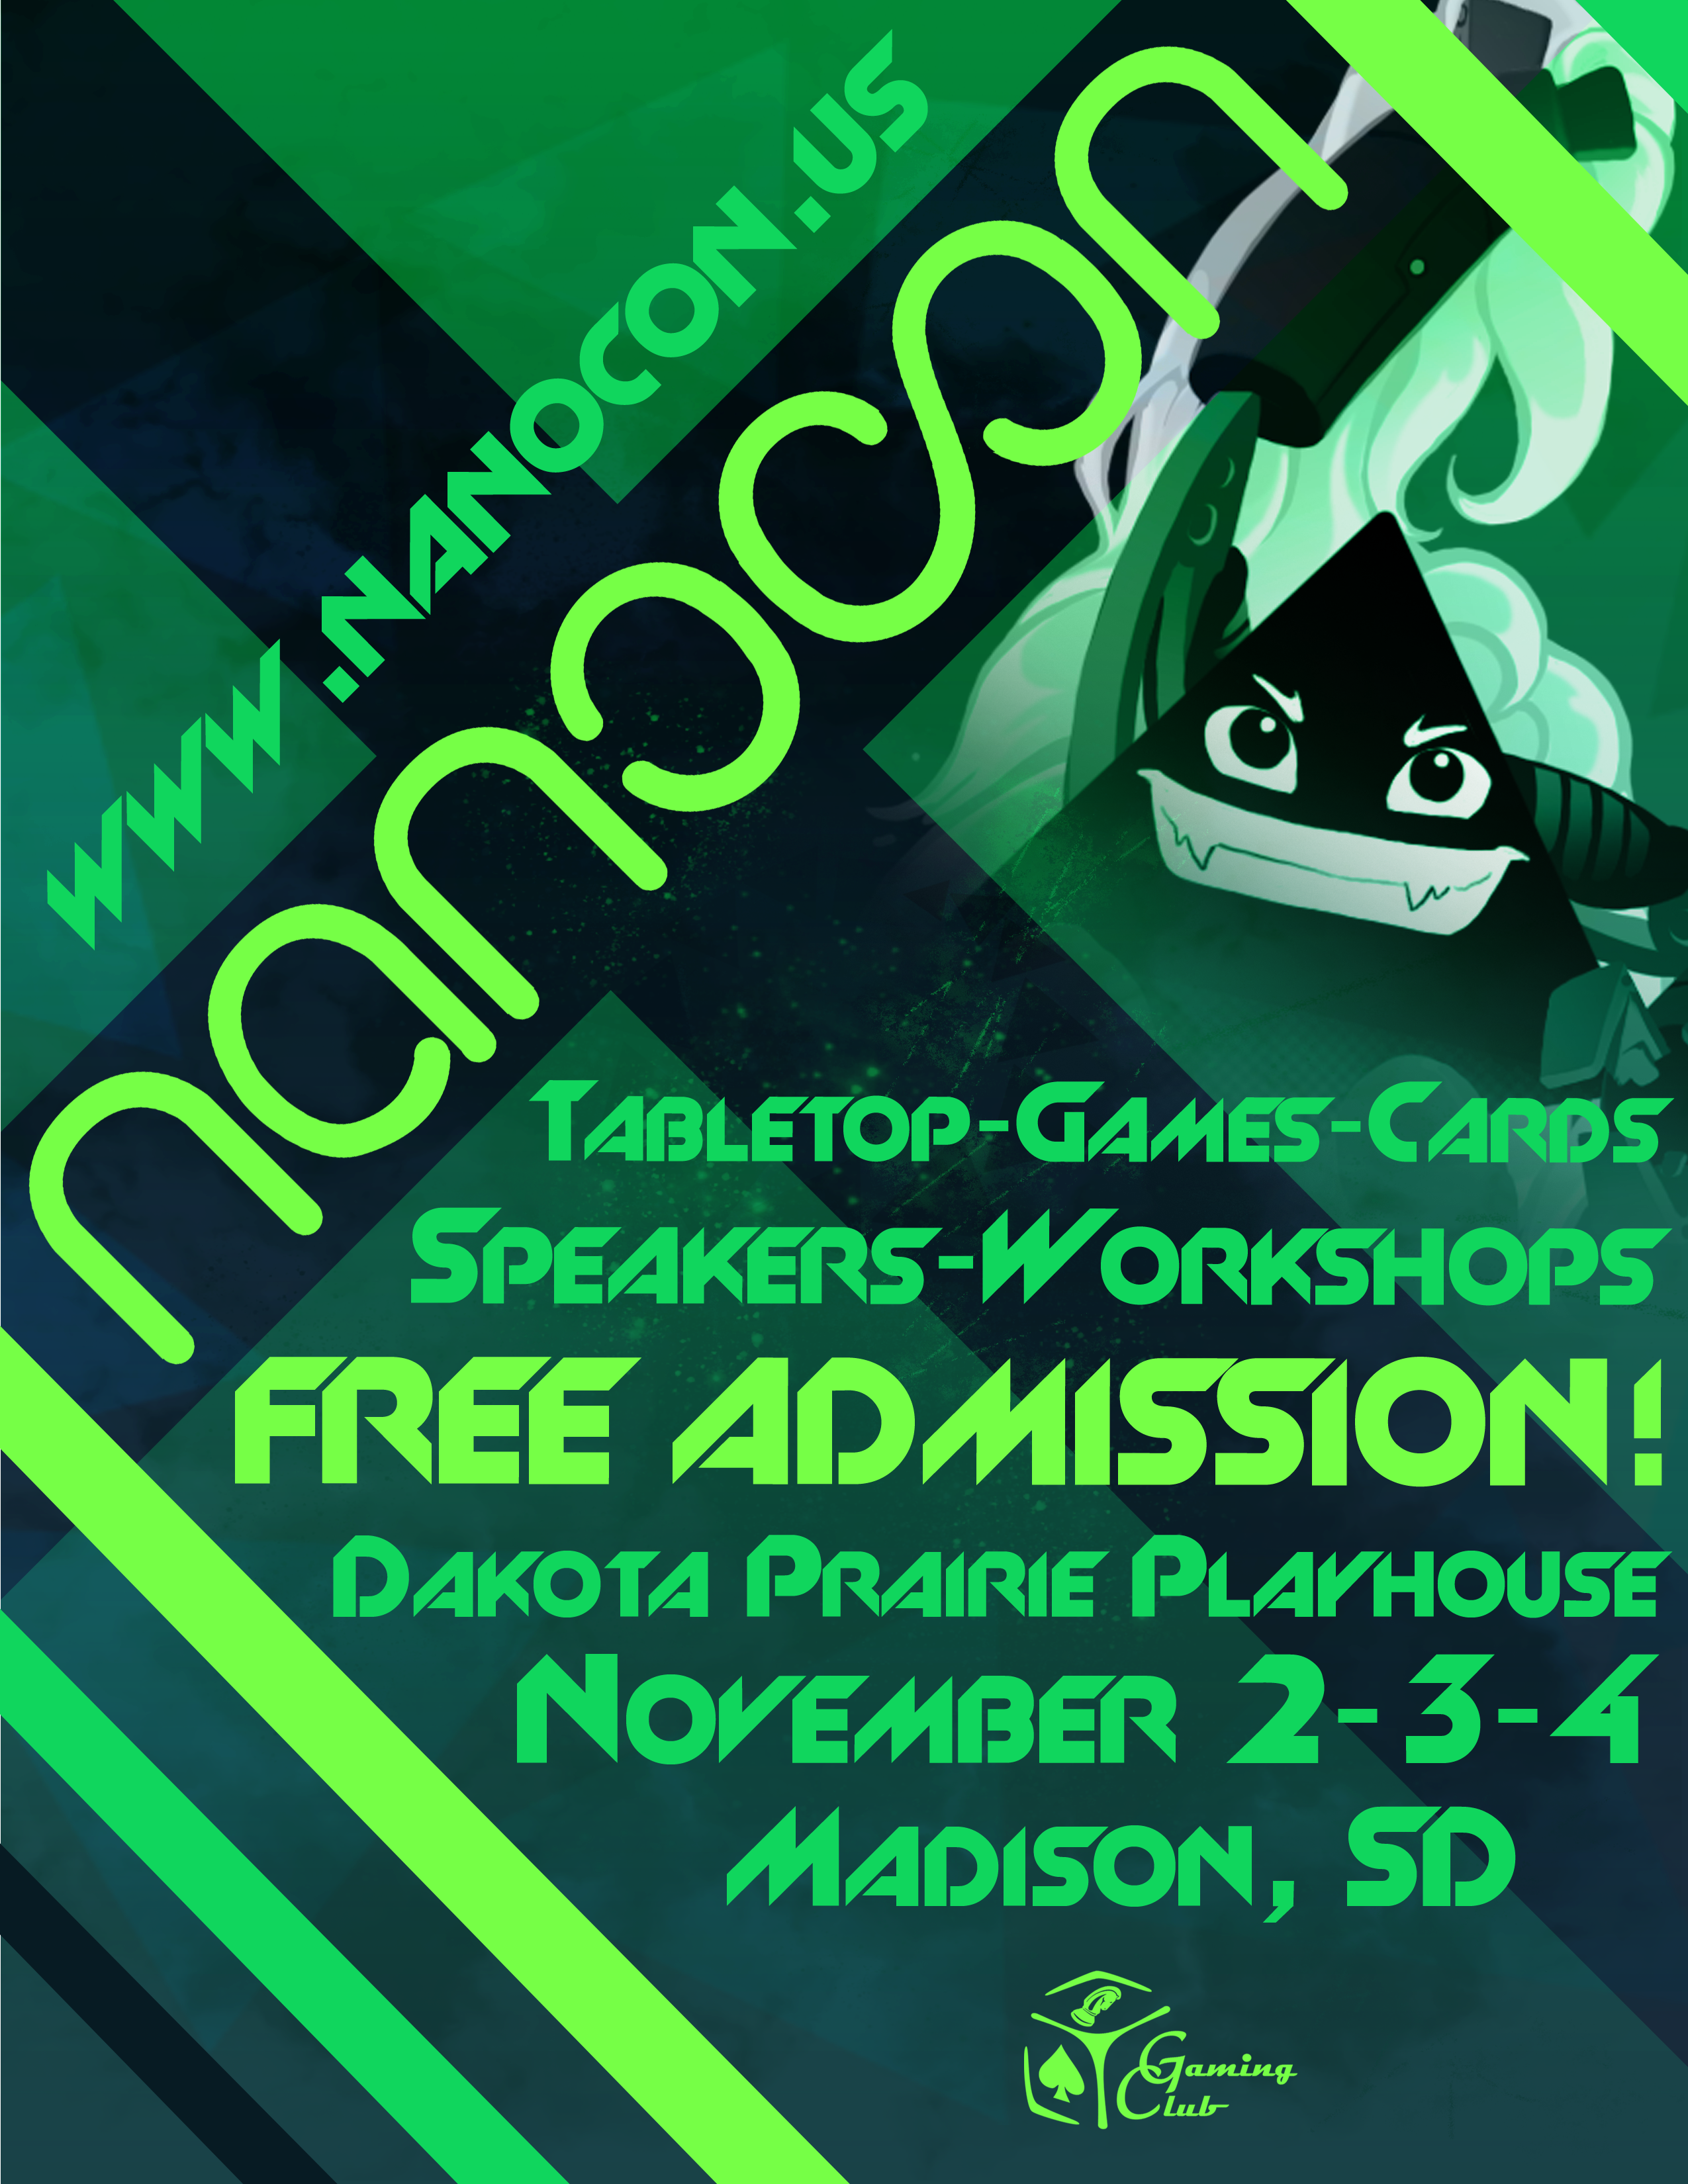 www.nanocon.us
nanocon
Tabletop-Games-Cards
Speakers-Workshops
FREE ADMISSION!
Dakota Prairie Playhouse
November 2-3-4
Madison, SD
Gaming
Club